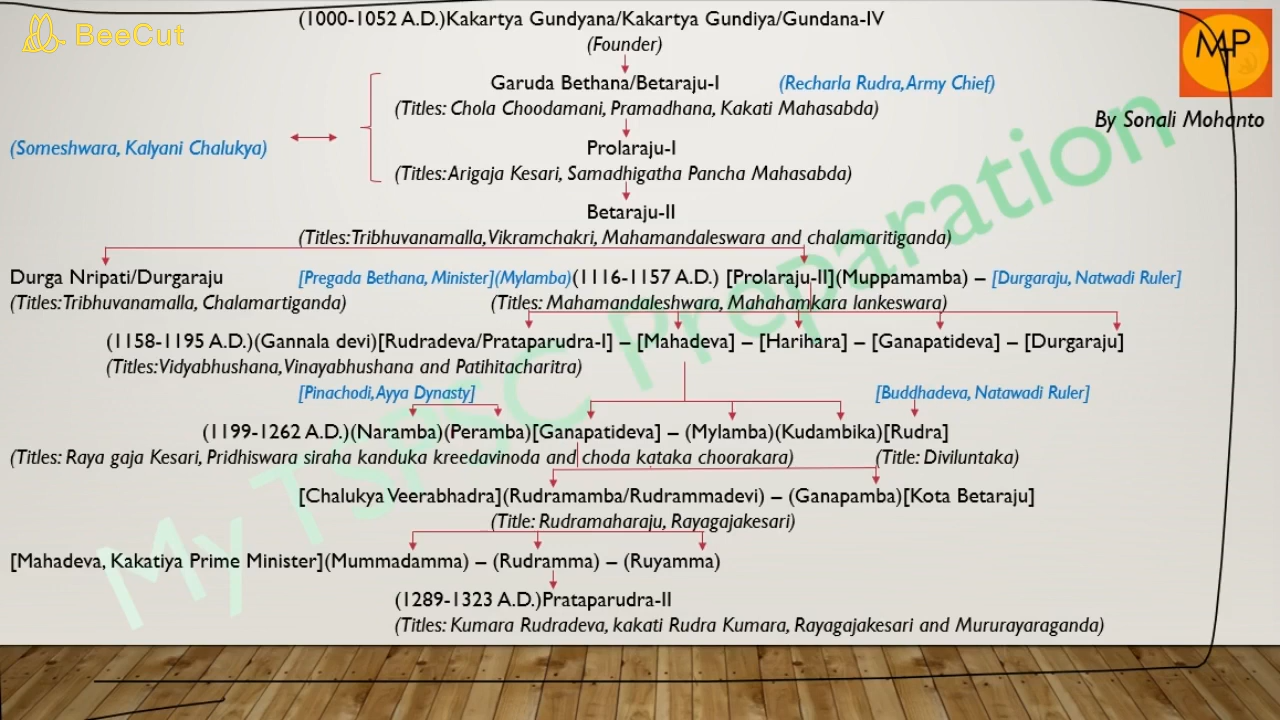 BeeCut
(1000-1052 A.D.)Kakartya Gundyana/Kakartya Gundiya/Gundana-IV
(Founder)
MTP
Garuda Bethana/Betaraju-I (Recharla Rudra,Army Chief)
(Titles: Chola Choodamani, Pramadhana, Kakati Mahasabda)
By Sonali Mohanto
(Someshwara, Kalyani Chalukya) Prolaraju-I
(Titles:Arigaja Kesari, Samadhigatha Pancha Mahasabda)
Betaraju-II
(Titles:Tribhuvanamalla,Vikramchakri, Mahamandaleswara and chalamaritiganda)
Durga Nripati/Durgaraju [Pregada Bethana, Minister](Mylamba)(1116-1157 A.D.) [Prolaraju-II](Muppamamba) – [Durgaraju, Natwadi Ruler]
(Titles:Tribhuvanamalla, Chalamartiganda) (Titles: Mahamandaleshwara, Mahahamkara lankeswara)
(1158-1195 A.D.)(Gannala devi)[Rudradeva/Prataparudra-I] – [Mahadeva] – [Harihara] – [Ganapatideva] – [Durgaraju]
(Titles:Vidyabhushana,Vinayabhushana and Patihitacharitra)
[Pinachodi,Ayya Dynasty] [Buddhadeva, Natawadi Ruler]
(1199-1262 A.D.)(Naramba)(Peramba)[Ganapatideva] – (Mylamba)(Kudambika)[Rudra]
(Titles: Raya gaja Kesari, Pridhiswara siraha kanduka kreedavinoda and choda kataka choorakara) (Title: Diviluntaka)
[Chalukya Veerabhadra](Rudramamba/Rudrammadevi) – (Ganapamba)[Kota Betaraju]
(Title: Rudramaharaju, Rayagajakesari)
[Mahadeva, Kakatiya Prime Minister](Mummadamma) – (Rudramma) – (Ruyamma)
(1289-1323 A.D.)Prataparudra-II
(Titles: Kumara Rudradeva, kakati Rudra Kumara, Rayagajakesari and Mururayaraganda)
My TSPSC Preparation